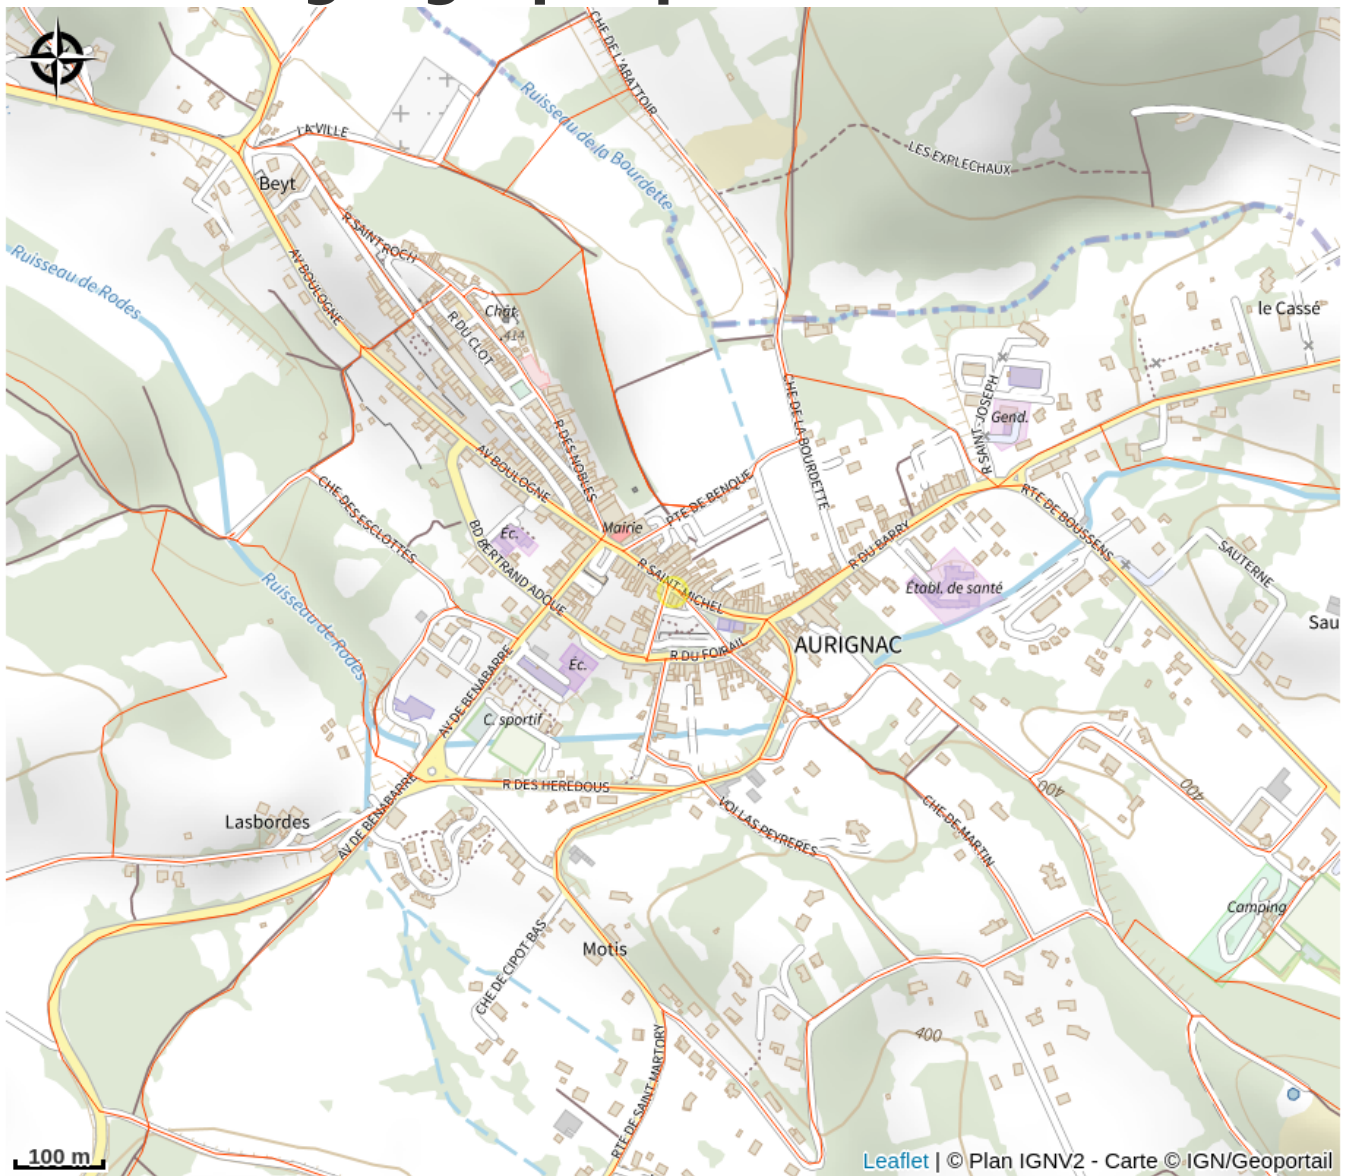 CHE DE L'ABATTOIR
Ruisseau de la Bourdette
LA VILLE
LES EXPLECHAUX
Beyt
R SAINT-ROCH
Ruisseau de Rodes
AV BOULOGNE
Chât.
414
le Cassé
R DU CLOT
R SAINT-JOSEPH
Gend.
CHE DE LA BOURDETTE
R DES NOBLES
AV BOULOGNE
PTE DE BENQUE
CHE DES ESCLOTTES
Mairie
Éc.
RTE DE BOUSSENS
R DU BARRY
BD BERTRAND ADOUE
R SAINT-MICHEL
SAUTERNE
Établ. de santé
Ruisseau de Rodes
Sau
AURIGNAC
R DU FOIRAIL
Éc.
AV DE BENABARRE
C. sportif
R DES HEREDOUS
400
400
AV DE BENABARRE
Lasbordes
VOLLAS PEYRERES
CHE DE MARTIN
Camping
Motis
CHE DE CIPOT BAS
400
RTE DE SAINT MARTORY
100 m
Leaflet | © Plan IGNV2 - Carte © IGN/Geoportail